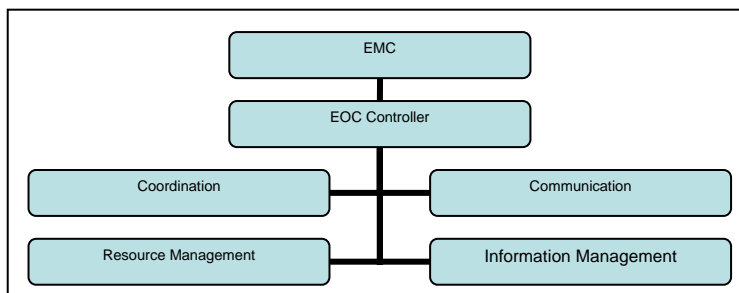 EMC
EOC Controller
Coordination
Communication
Resource Management
Information Management